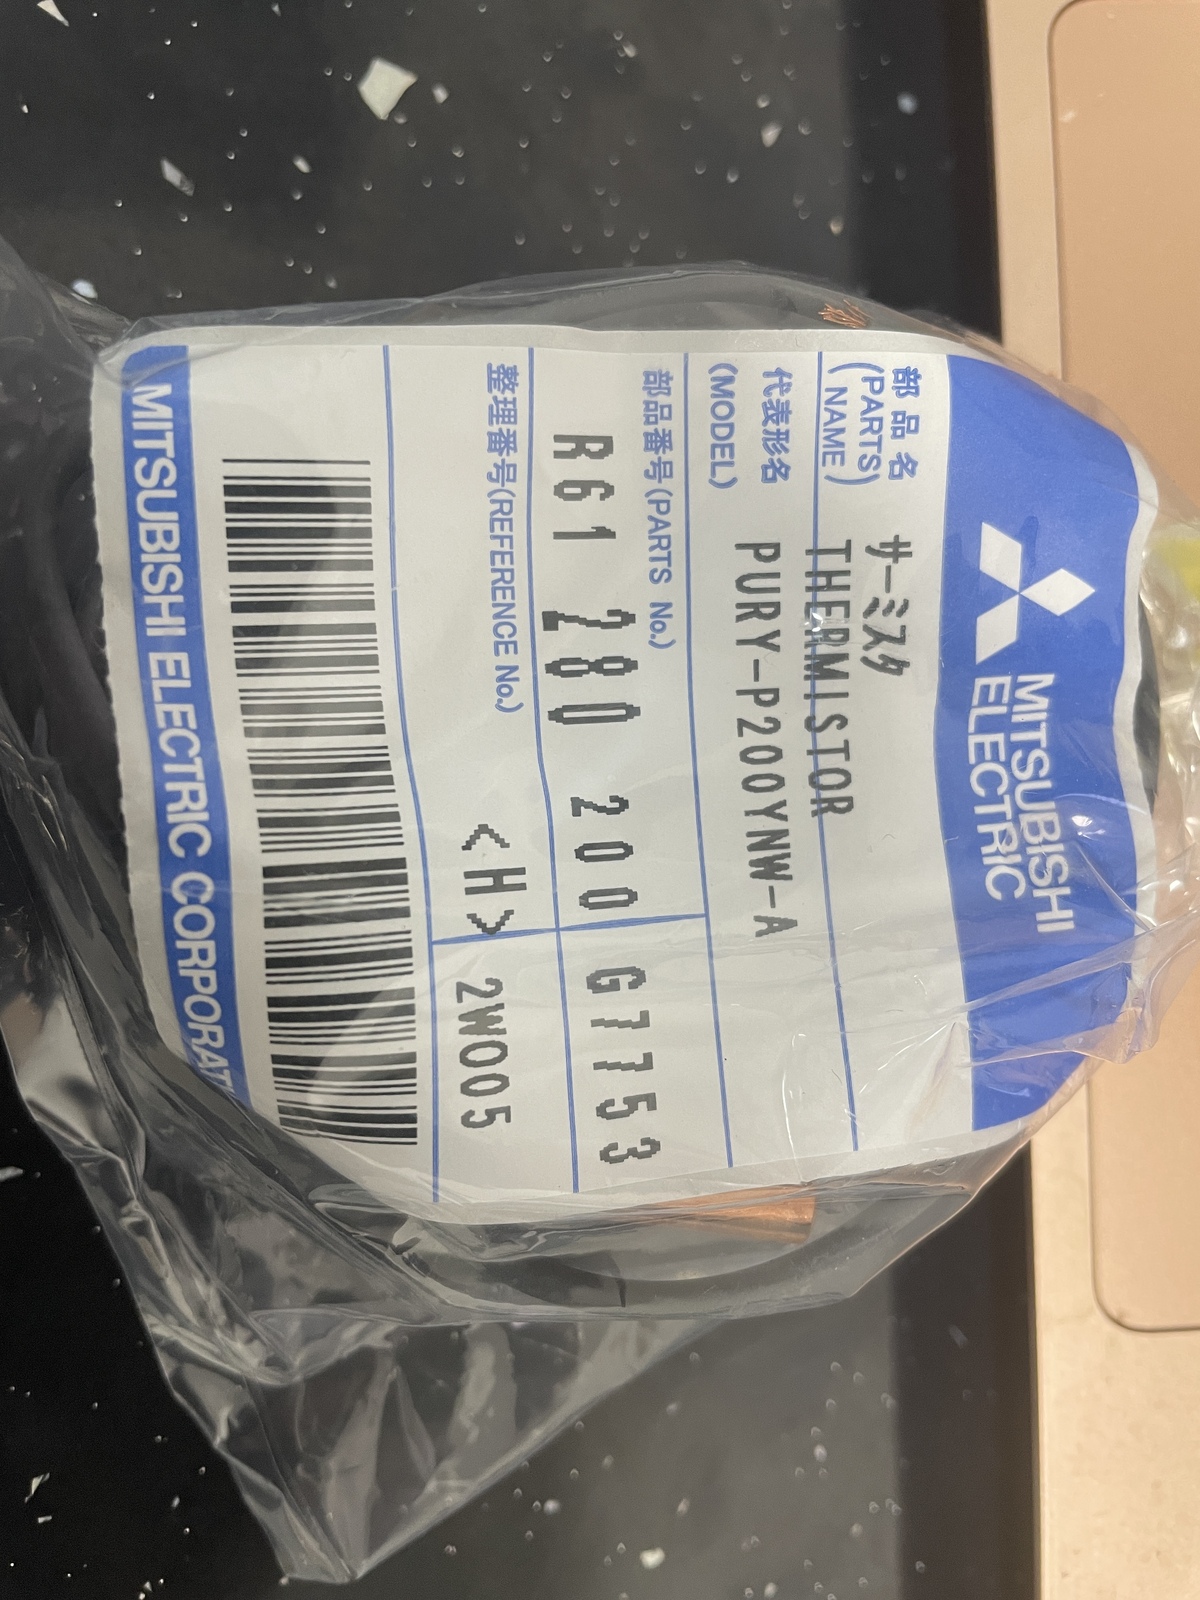 MITSUBISHI
ELECTRIC
部品名
(PARTS NAME)
サーミスタ
THERMISTOR
代表形名
(MODEL)
PURY-P200YNW-A
部品番号(PARTS No.)
R61 780 200 G7753
整理番号(REFERENCE No.)
<H> 2W005
MITSUBISHI ELECTRIC CORPORAT